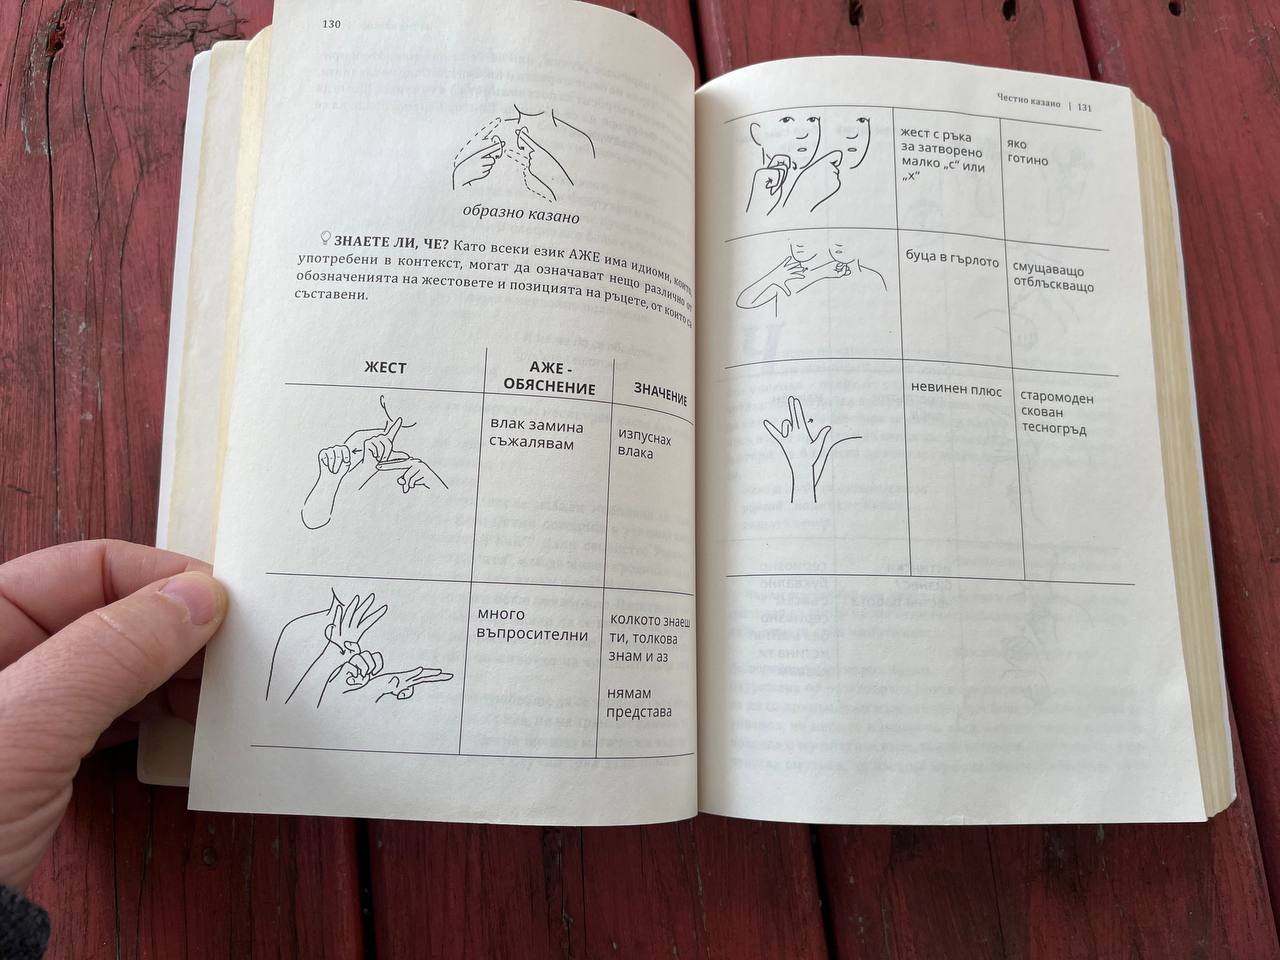 130
образно казано
ЗНАЕТЕ ЛИ, ЧЕ? Като всеки език АЖЕ има идиоми, които,
употребени в контекст, могат да означават нещо различно от
обозначенията на жестовете и позицията на ръцете, от които са
съставени.
ЖЕСТ
АЖЕ -
ОБЯСНЕНИЕ
ЗНАЧЕНИЕ
влак замина
съжалявам
изпуснах
влака
много
въпросителни
колкото знаеш
ти, толкова
знам и аз
нямам
представа
Честно казано | 131
жест с ръка
за затворено
малко „с“ или
„х“
яко
готино
буца в гърлото
смущаващо
отблъскващо
невинен плюс
старомоден
скован
тесногръд